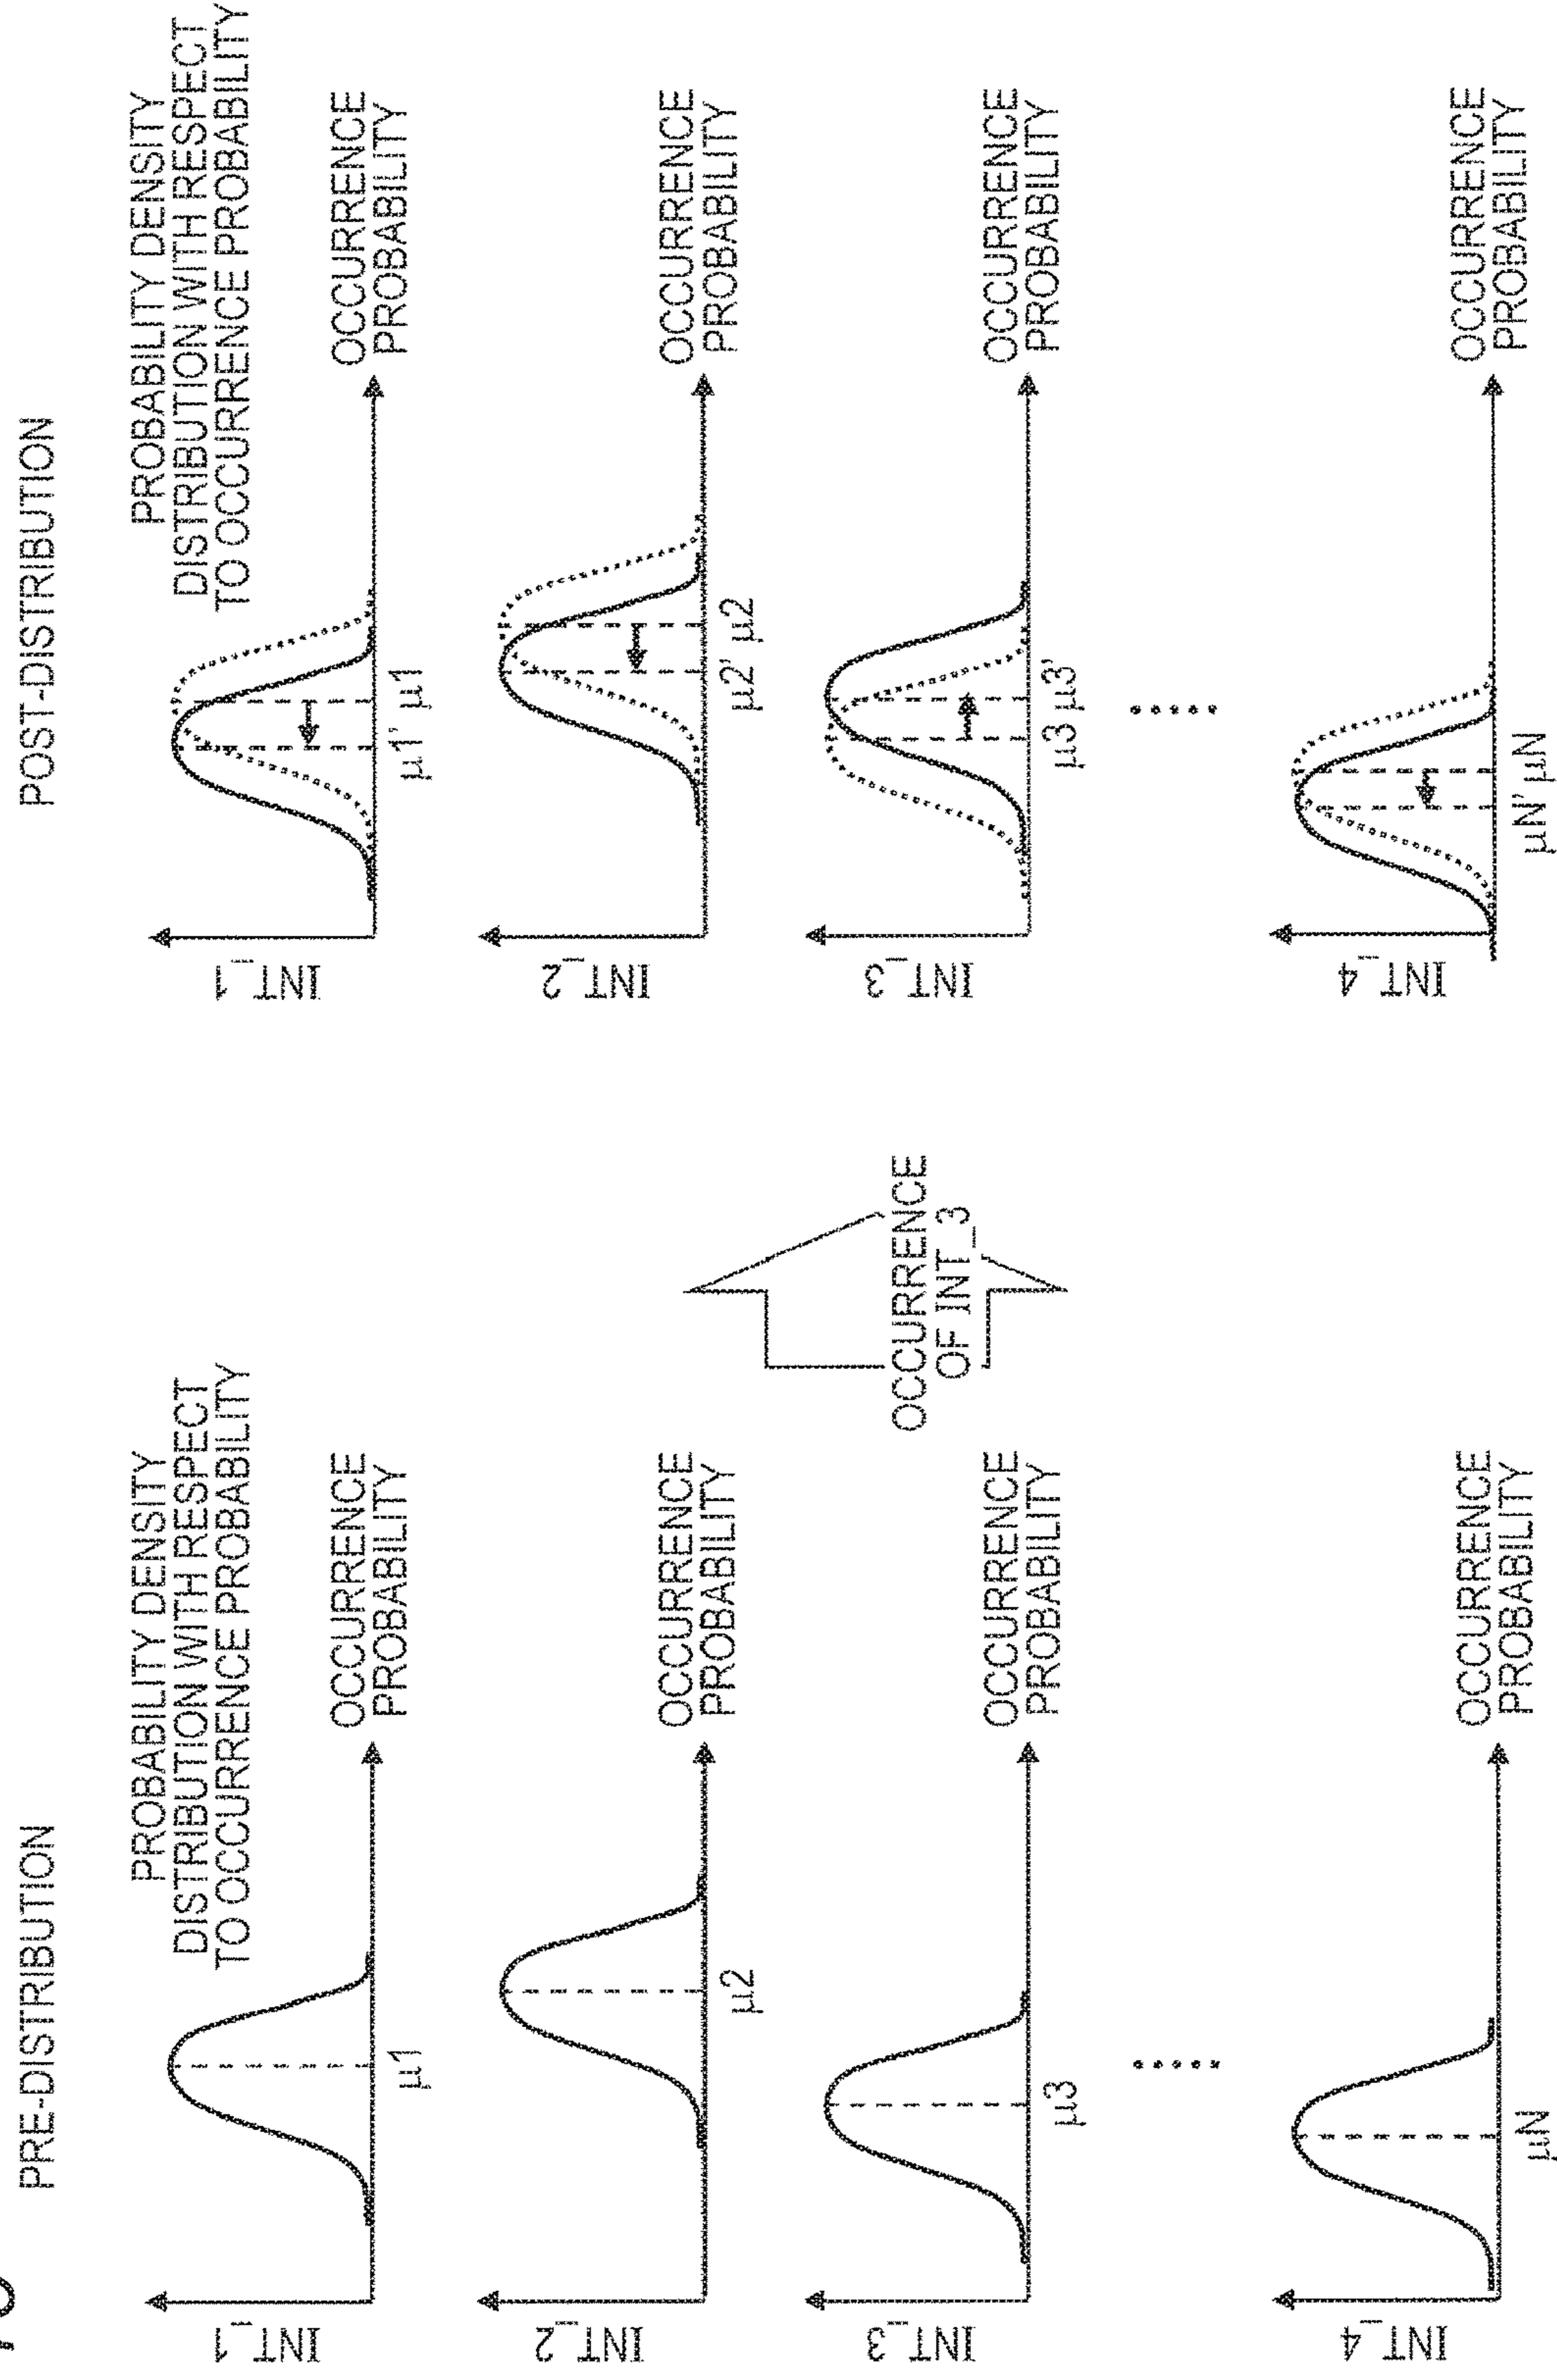 PRE-DISTRIBUTION
PROBABILITY DENSITY
DISTRIBUTION WITH RESPECT
TO OCCURRENCE PROBABILITY
INT_1
µ1
OCCURRENCE
PROBABILITY
INT_2
µ2
OCCURRENCE
PROBABILITY
INT_3
µ3
OCCURRENCE
PROBABILITY
INT_4
µN
OCCURRENCE
PROBABILITY
OCCURRENCE
OF INT_3
POST-DISTRIBUTION
PROBABILITY DENSITY
DISTRIBUTION WITH RESPECT
TO OCCURRENCE PROBABILITY
INT_1
µ1' µ1
OCCURRENCE
PROBABILITY
INT_2
µ2' µ2
OCCURRENCE
PROBABILITY
INT_3
µ3 µ3'
OCCURRENCE
PROBABILITY
INT_4
µN' µN
OCCURRENCE
PROBABILITY